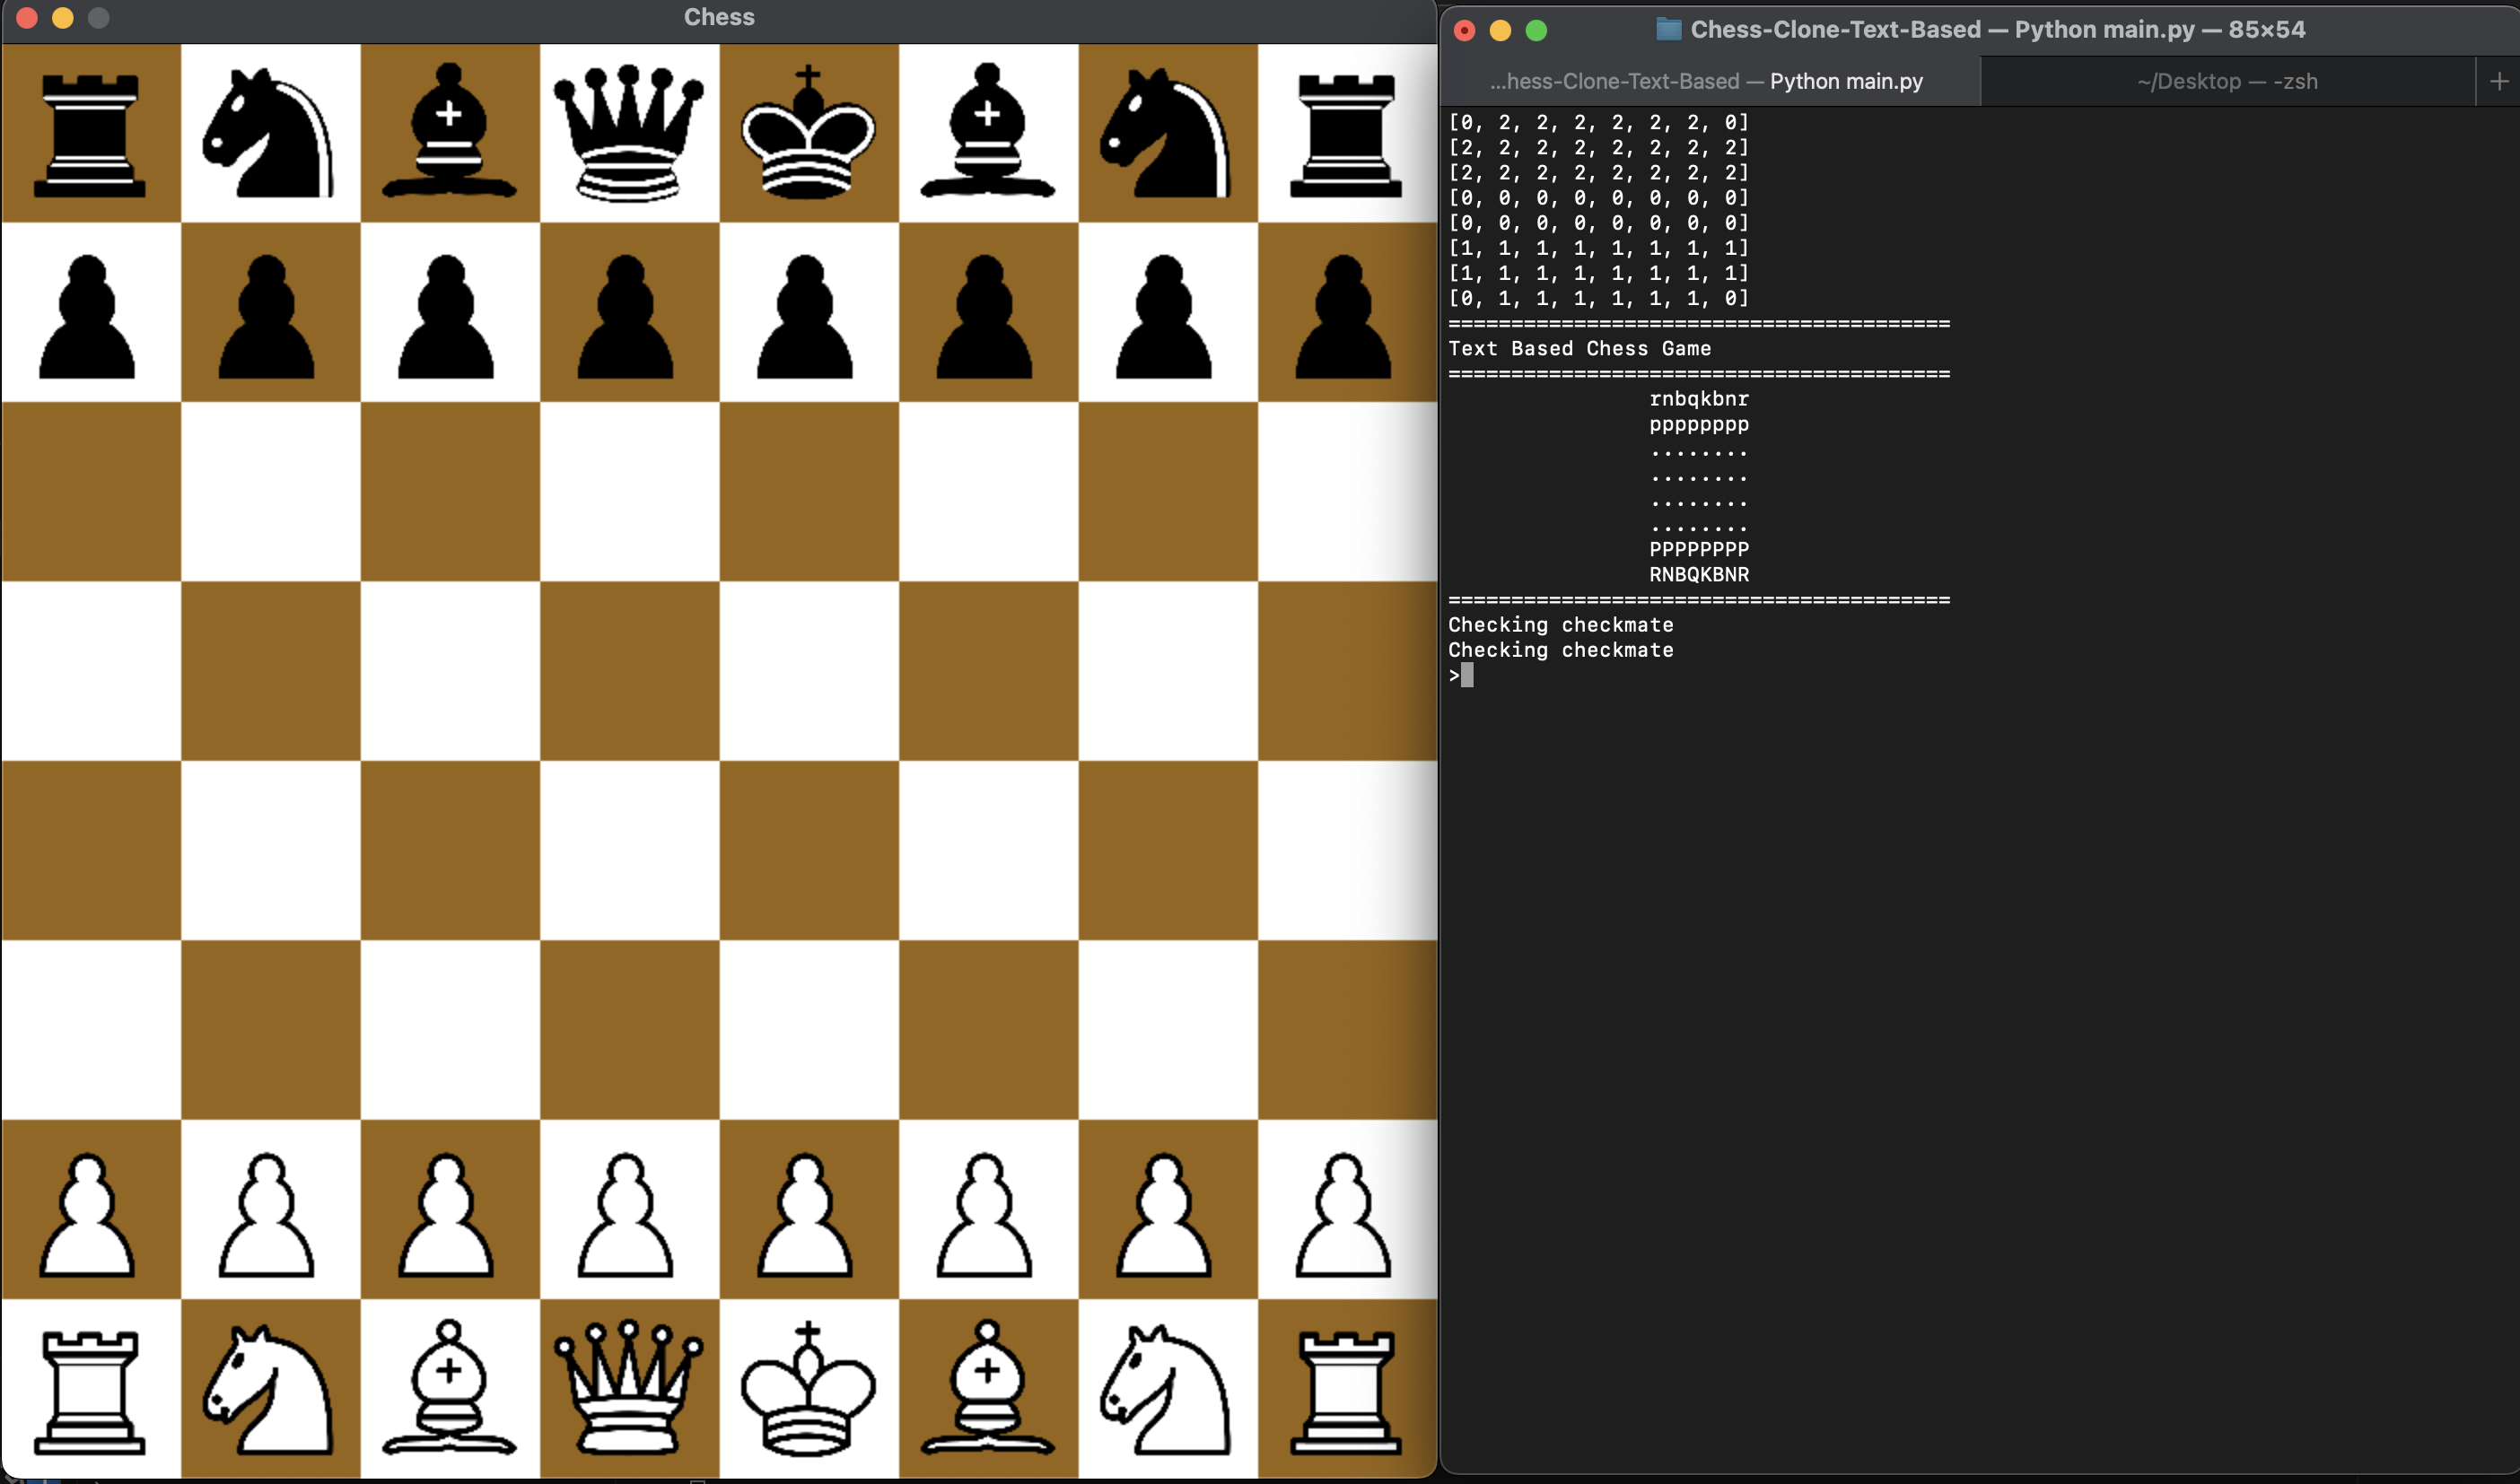 Chess
Chess-Clone-Text-Based — Python main.py — 85×54
...hess-Clone-Text-Based — Python main.py
~/Desktop — -zsh
[0, 2, 2, 2, 2, 2, 2, 0]
[2, 2, 2, 2, 2, 2, 2, 2]
[2, 2, 2, 2, 2, 2, 2, 2]
[0, 0, 0, 0, 0, 0, 0, 0]
[0, 0, 0, 0, 0, 0, 0, 0]
[1, 1, 1, 1, 1, 1, 1, 1]
[1, 1, 1, 1, 1, 1, 1, 1]
[0, 1, 1, 1, 1, 1, 1, 0]
========================================
Text Based Chess Game
========================================
rnbqkbnr
pppppppp
........
........
........
........
PPPPPPPP
RNBQKBNR
========================================
Checking checkmate
Checking checkmate
>